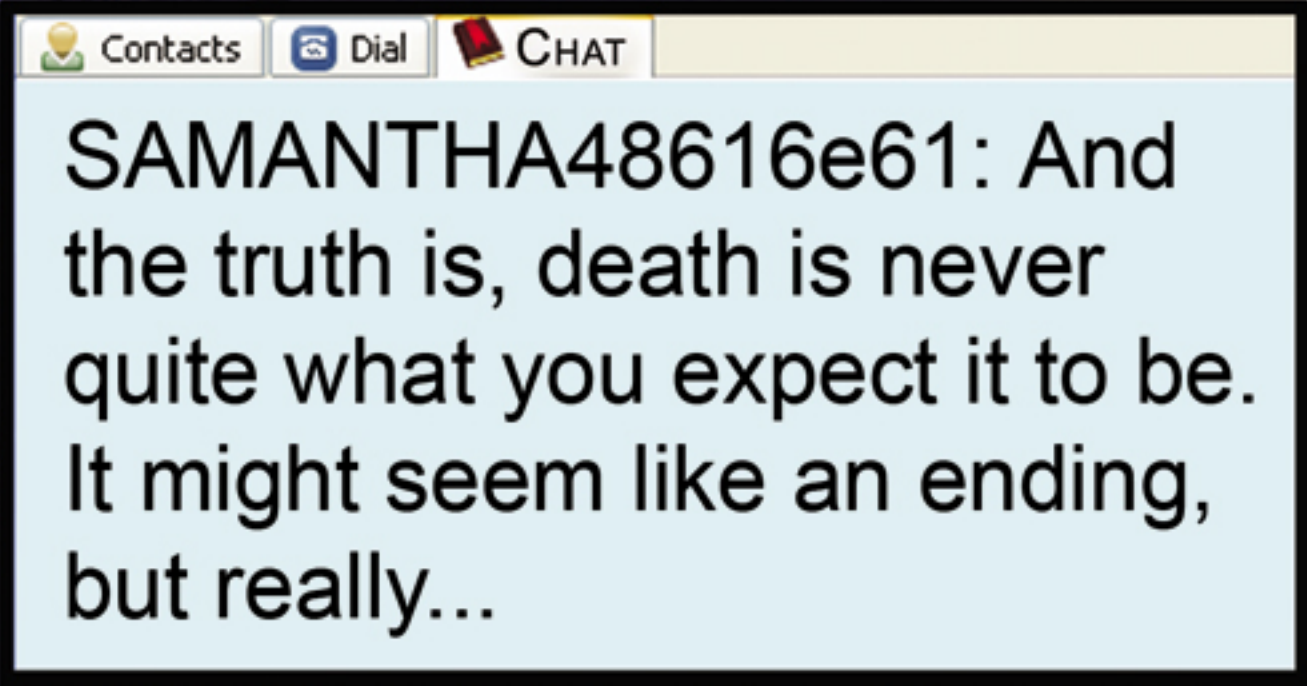 Contacts Dial CHAT
SAMANTHA48616e61: And
the truth is, death is never
quite what you expect it to be.
It might seem like an ending,
but really...